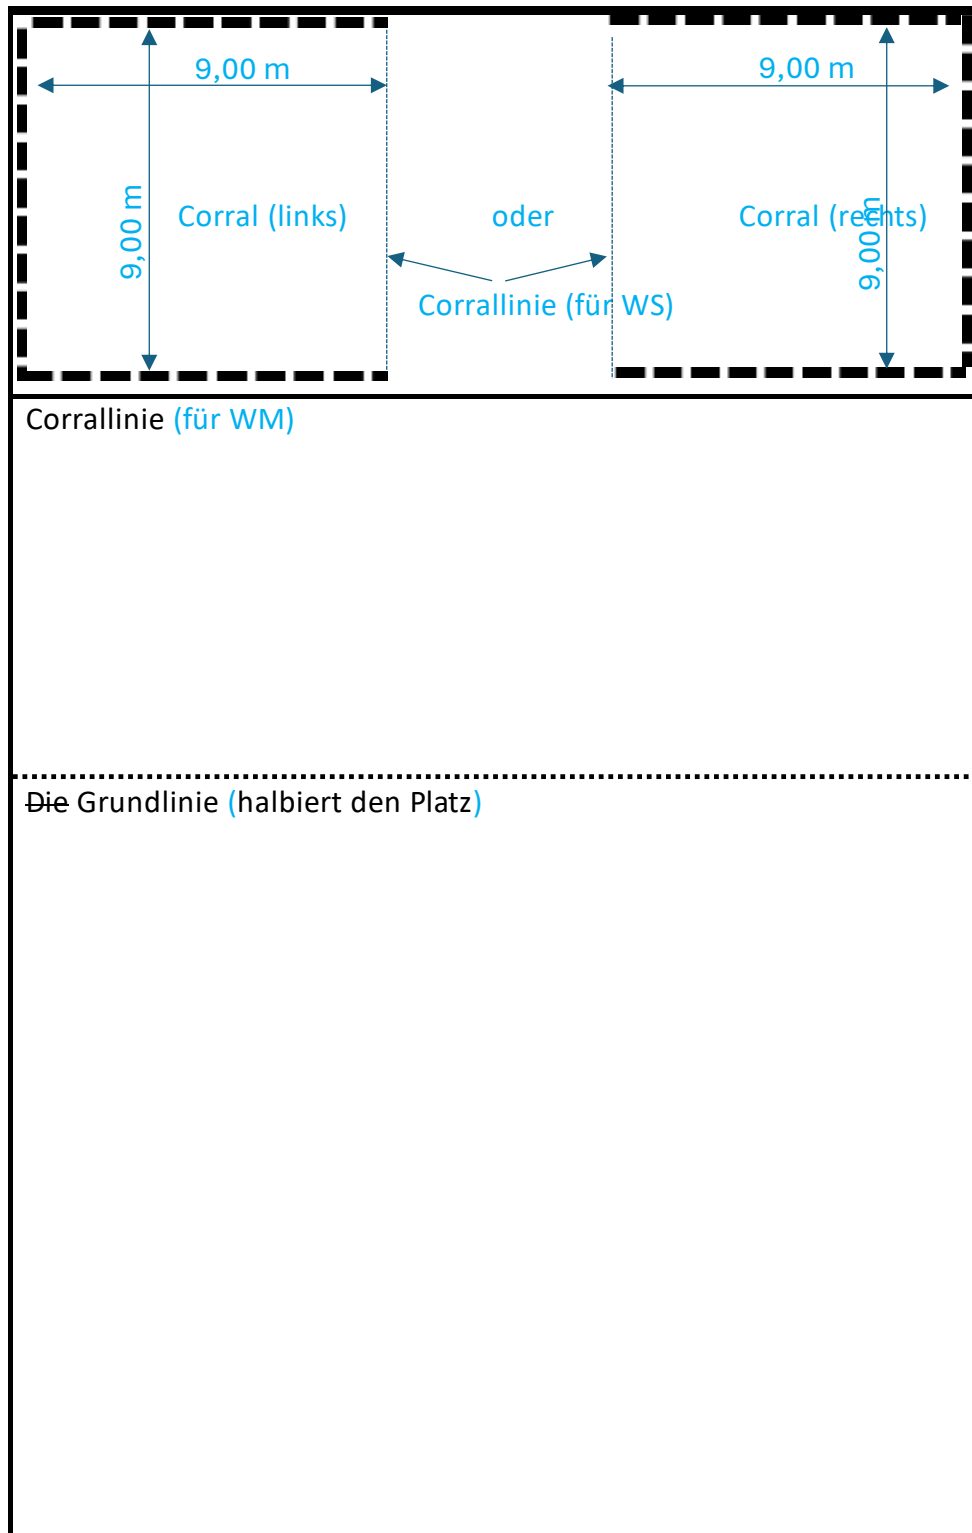 9,00 m
9,00 m
9,00 m
Corral (links)
oder
Corral (rechts)
9,00 m
Corrallinie (für WS)
Corrallinie (für WM)
Die Grundlinie (halbiert den Platz)